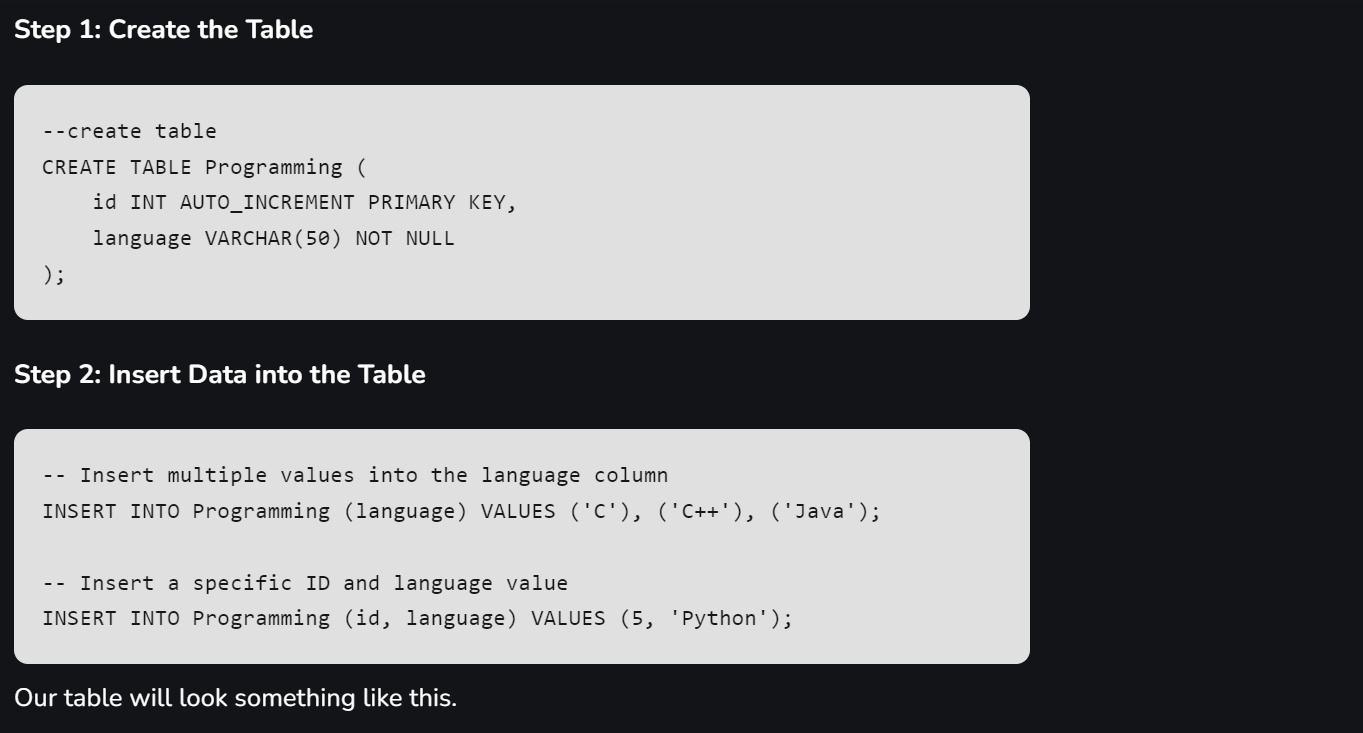 Step 1: Create the Table
--create table
CREATE TABLE Programming (
    id INT AUTO_INCREMENT PRIMARY KEY,
    language VARCHAR(50) NOT NULL
);
Step 2: Insert Data into the Table
-- Insert multiple values into the language column
INSERT INTO Programming (language) VALUES ('C'), ('C++'), ('Java');
-- Insert a specific ID and language value
INSERT INTO Programming (id, language) VALUES (5, 'Python');
Our table will look something like this.